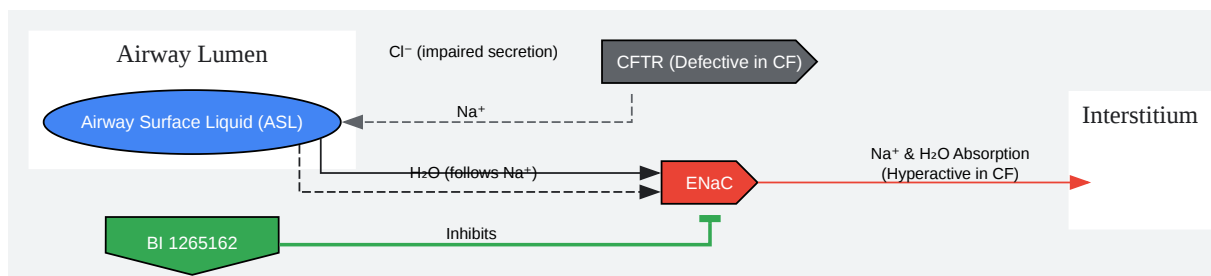 Airway Lumen
Cl⁻ (impaired secretion)
CFTR (Defective in CF)
Airway Surface Liquid (ASL)
Na⁺
Interstitium
H₂O (follows Na⁺)
ENaC
Na⁺ & H₂O Absorption
(Hyperactive in CF)
BI 1265162
Inhibits